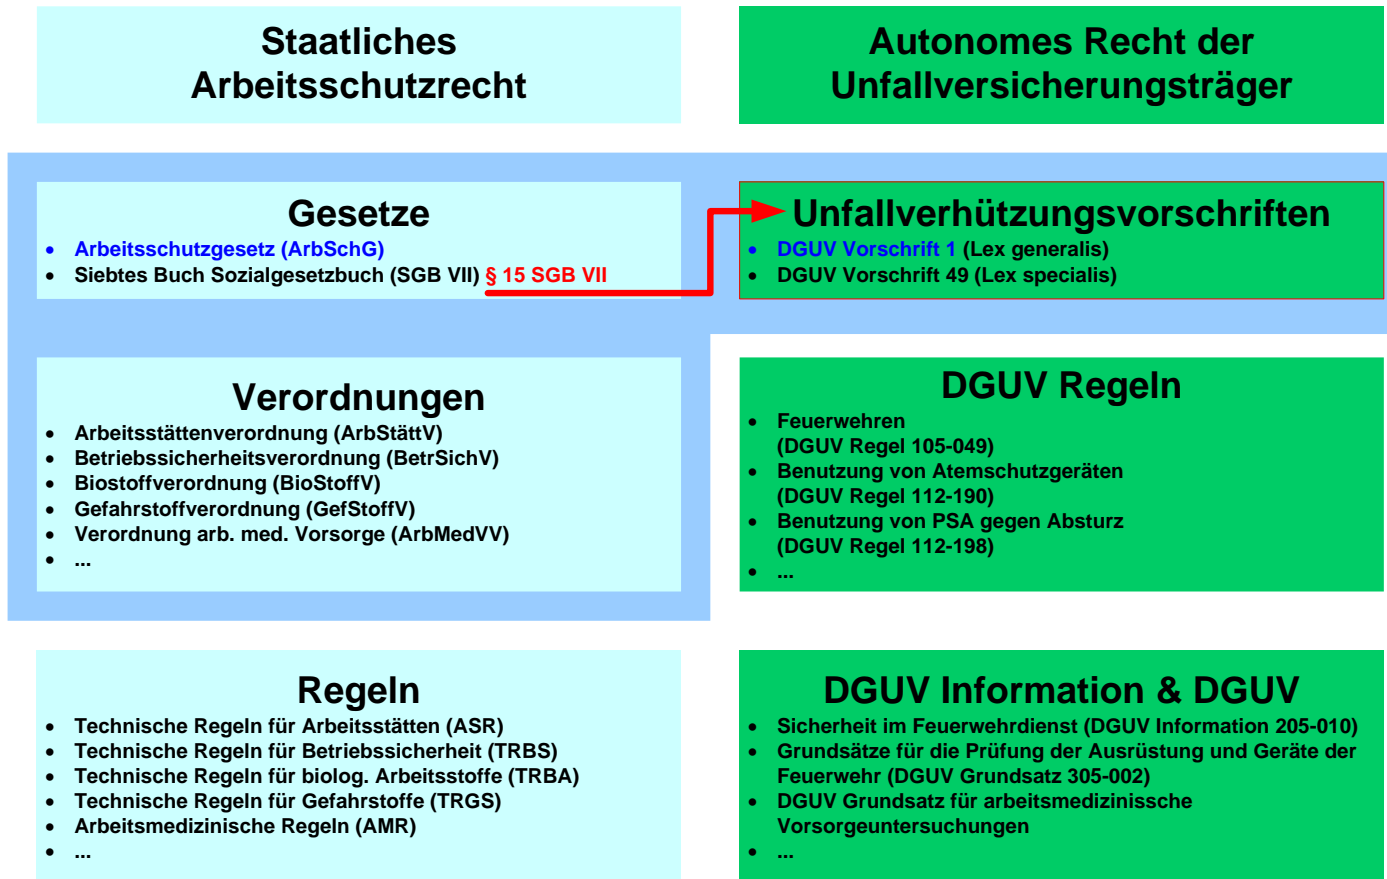 Staatliches
Arbeitsschutzrecht
Autonomes Recht der
Unfallversicherungsträger
Gesetze
• Arbeitsschutzgesetz (ArbSchG)
• Siebtes Buch Sozialgesetzbuch (SGB VII) § 15 SGB VII
Unfallverhützungsvorschriften
• DGUV Vorschrift 1 (Lex generalis)
• DGUV Vorschrift 49 (Lex specialis)
Verordnungen
• Arbeitsstättenverordnung (ArbStättV)
• Betriebssicherheitsverordnung (BetrSichV)
• Biostoffverordnung (BioStoffV)
• Gefahrstoffverordnung (GefStoffV)
• Verordnung arb. med. Vorsorge (ArbMedVV)
• ...
DGUV Regeln
• Feuerwehren
(DGUV Regel 105-049)
• Benutzung von Atemschutzgeräten
(DGUV Regel 112-190)
• Benutzung von PSA gegen Absturz
(DGUV Regel 112-198)
• ...
Regeln
• Technische Regeln für Arbeitsstätten (ASR)
• Technische Regeln für Betriebssicherheit (TRBS)
• Technische Regeln für biolog. Arbeitsstoffe (TRBA)
• Technische Regeln für Gefahrstoffe (TRGS)
• Arbeitsmedizinische Regeln (AMR)
• ...
DGUV Information & DGUV
• Sicherheit im Feuerwehrdienst (DGUV Information 205-010)
• Grundsätze für die Prüfung der Ausrüstung und Geräte der
Feuerwehr (DGUV Grundsatz 305-002)
• DGUV Grundsatz für arbeitsmedizinissche
Vorsorgeuntersuchungen
• ...